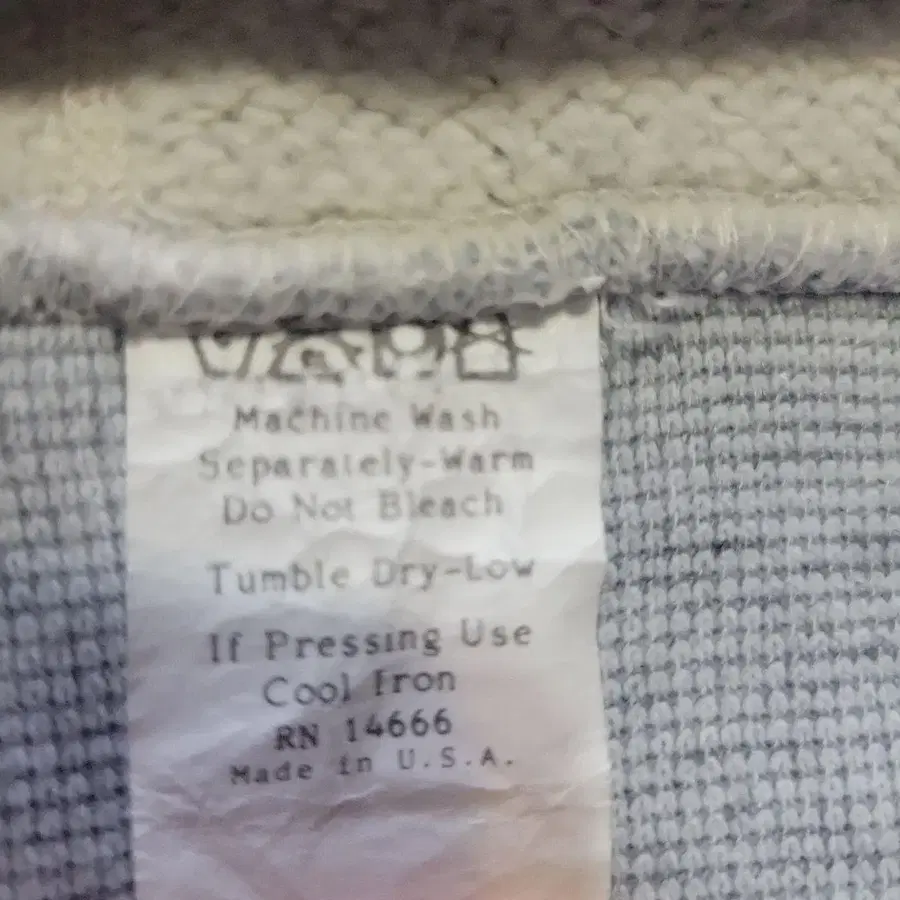 Machine Wash
Separately-Warm
Do Not Bleach
Tumble Dry-Low
If Pressing Use
Cool Iron
RN 14666
Made in U.S.A.